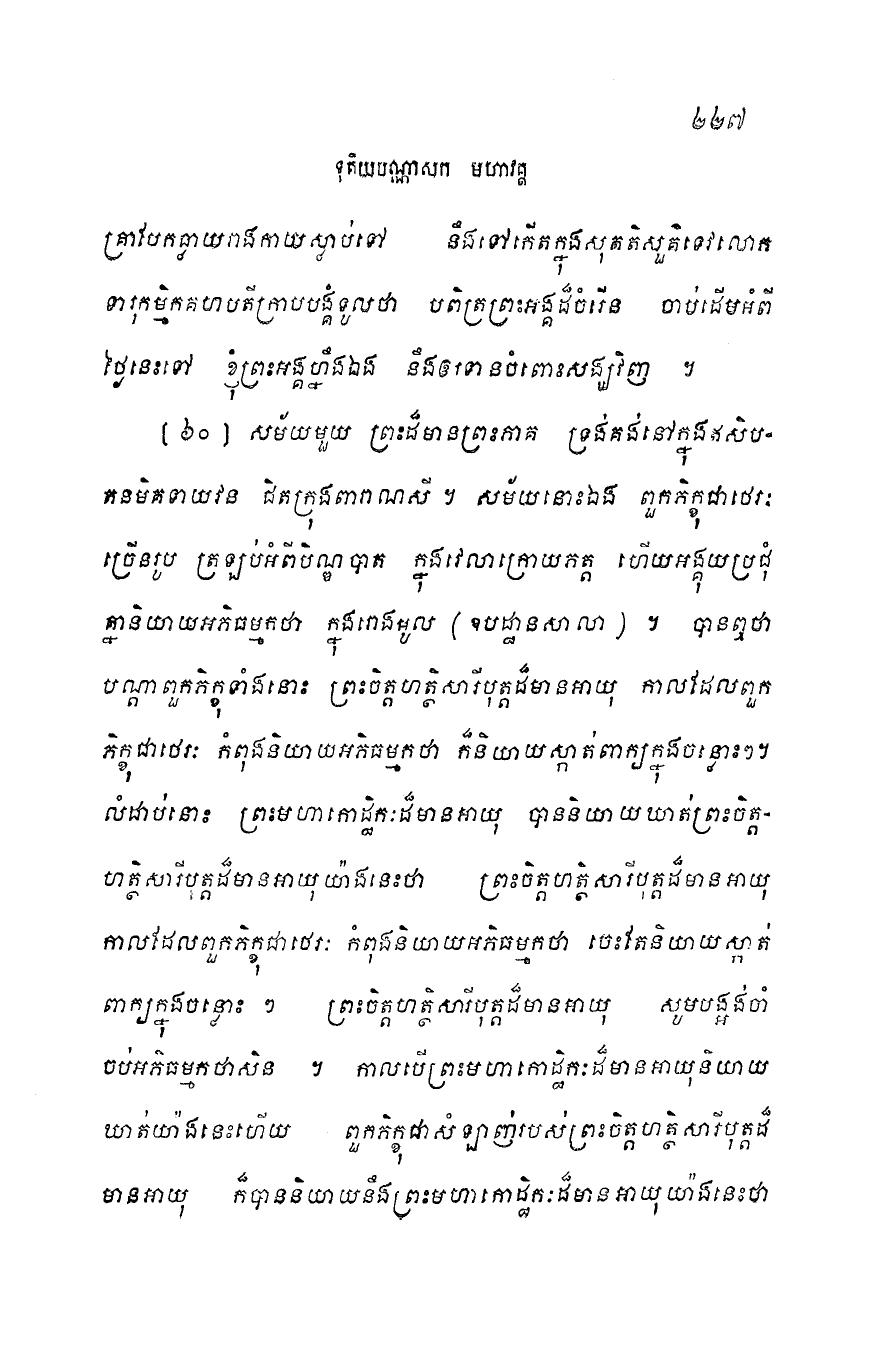 ២២៧
ទុតិយបណ្ណាសក មហាវគ្គ
គ្រាបែកធ្លាយរាងកាយស្លាប់ទៅ នឹងទៅកើតក្នុងសុគតិសួគ៌ទេវលោក
ទារុកម្មិកគហបតីក្រាបបង្គំទូលថា បពិត្រព្រះអង្គដ៏ចំរើន ចាប់ដើមអំពី
ថ្ងៃនេះទៅ ខ្ញុំព្រះអង្គហ្នឹងឯង នឹងឲ្យទានចំពោះសង្ឃវិញ ។
(៦០) សម័យមួយ ព្រះដ៏មានព្រះភាគ ទ្រង់គង់នៅក្នុងឥសិប-
តនមិគទាយវន ជិតក្រុងពារាណសី ។ សម័យនោះឯង ពួកភិក្ខុជាថេរៈ
ច្រើនរូប ត្រឡប់អំពីបិណ្ឌបាត ក្នុងវេលាក្រោយភត្ត ហើយអង្គុយប្រជុំ
គ្នានិយាយអភិធម្មកថា ក្នុងរោងមូល (ឧបដ្ឋានសាលា) ។ បានឮថា
បណ្តាពួកភិក្ខុទាំងនោះ ព្រះចិត្តហត្ថិសារីបុត្តដ៏មានអាយុ កាលដែលពួក
ភិក្ខុជាថេរៈ កំពុងនិយាយអភិធម្មកថា ក៏និយាយស្កាត់ពាក្យក្នុងចន្លោះៗ។
លំដាប់នោះ ព្រះមហាកោដ្ឋិកៈដ៏មានអាយុ បាននិយាយឃាត់ព្រះចិត្ត-
ហត្ថិសារីបុត្តដ៏មានអាយុយ៉ាងនេះថា ព្រះចិត្តហត្ថិសារីបុត្តដ៏មានអាយុ
កាលដែលពួកភិក្ខុជាថេរៈ កំពុងនិយាយអភិធម្មកថា ចេះតែនិយាយស្កាត់
ពាក្យក្នុងចន្លោះ ៗ ព្រះចិត្តហត្ថិសារីបុត្តដ៏មានអាយុ សូមបង្អង់ចាំ
ចប់អភិធម្មកថាសិន ។ កាលបើព្រះមហាកោដ្ឋិកៈដ៏មានអាយុនិយាយ
ឃាត់យ៉ាងនេះហើយ ពួកភិក្ខុជាសំឡាញ់របស់ព្រះចិត្តហត្ថិសារីបុត្តដ៏
មានអាយុ ក៏បាននិយាយនឹងព្រះមហាកោដ្ឋិកៈដ៏មានអាយុយ៉ាងនេះថា